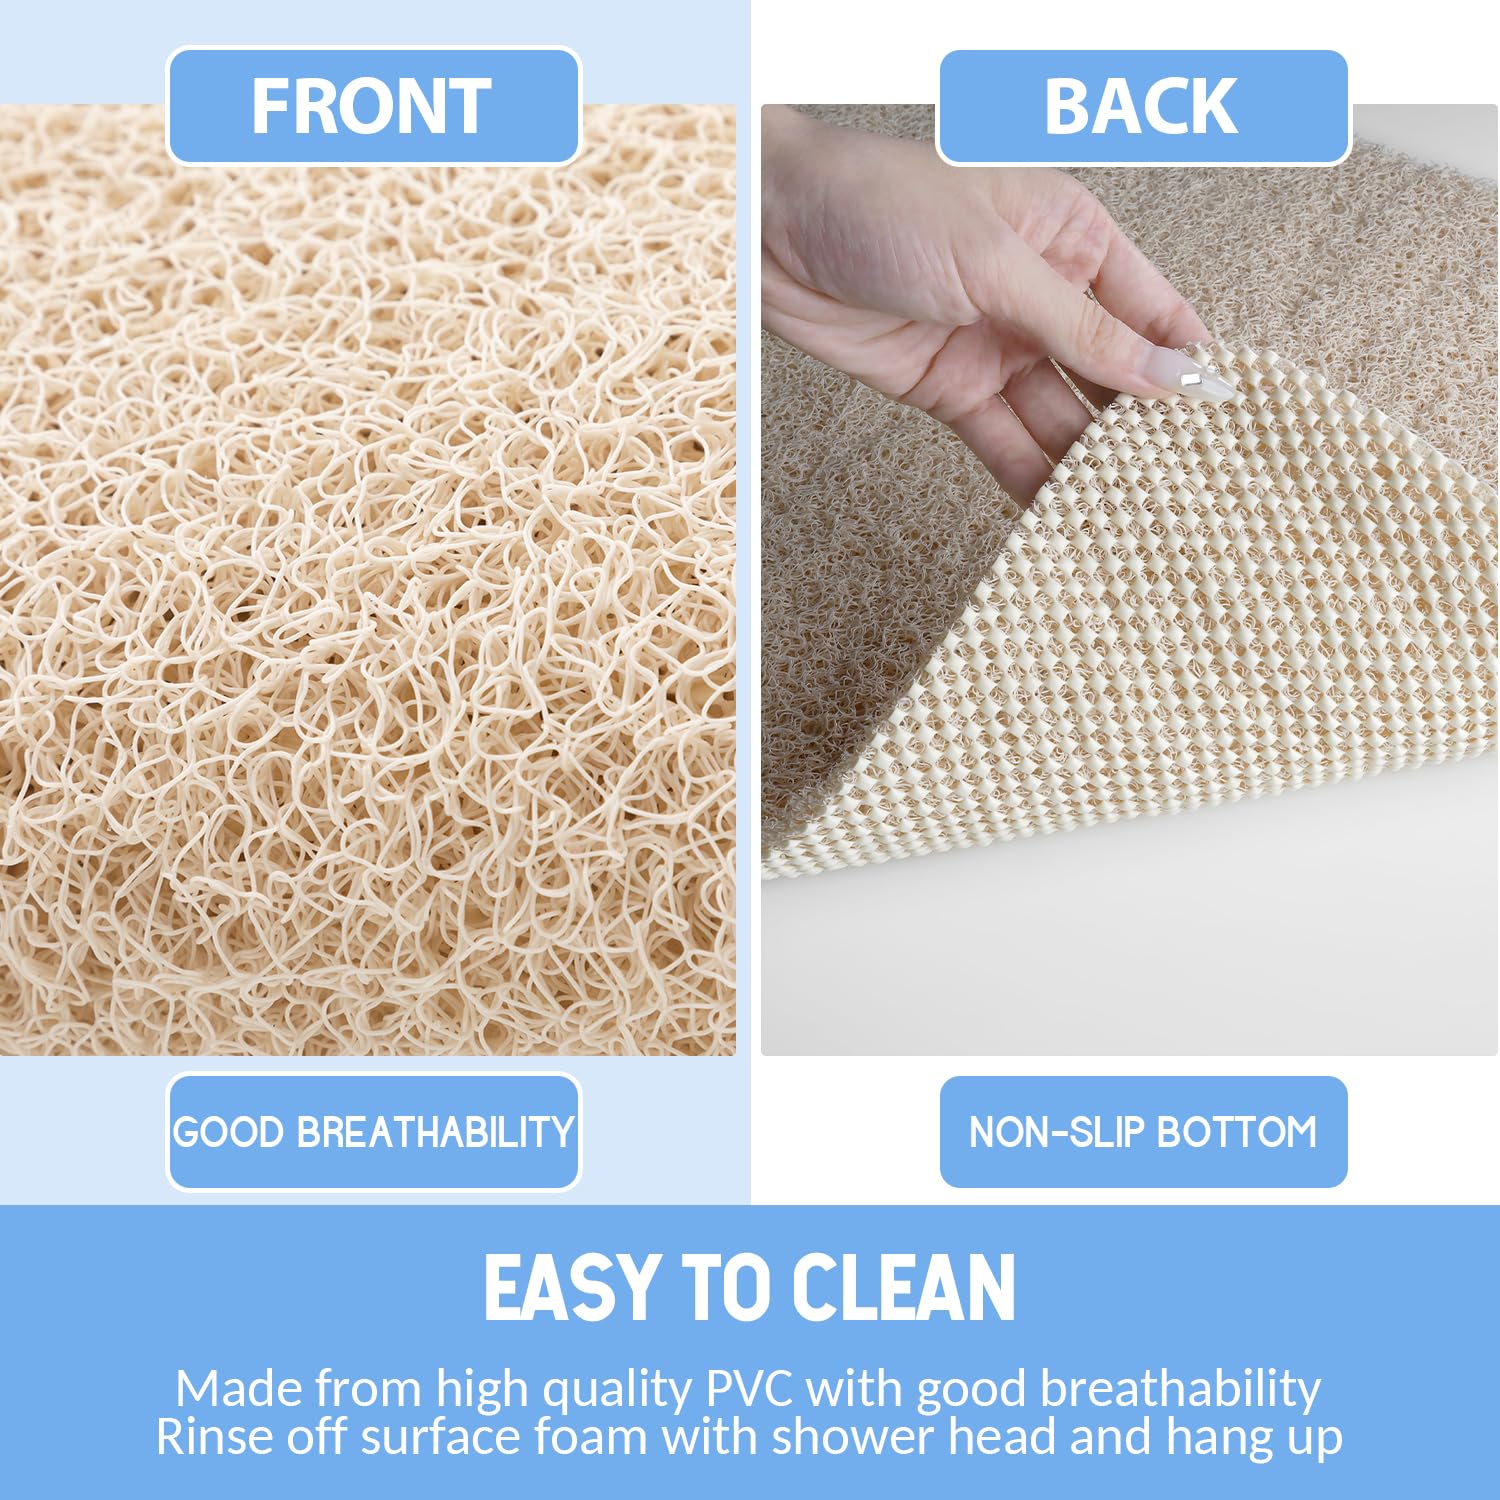 FRONT
BACK
GOOD BREATHABILITY
NON-SLIP BOTTOM
EASY TO CLEAN
Made from high quality PVC with good breathability
Rinse off surface foam with shower head and hang up